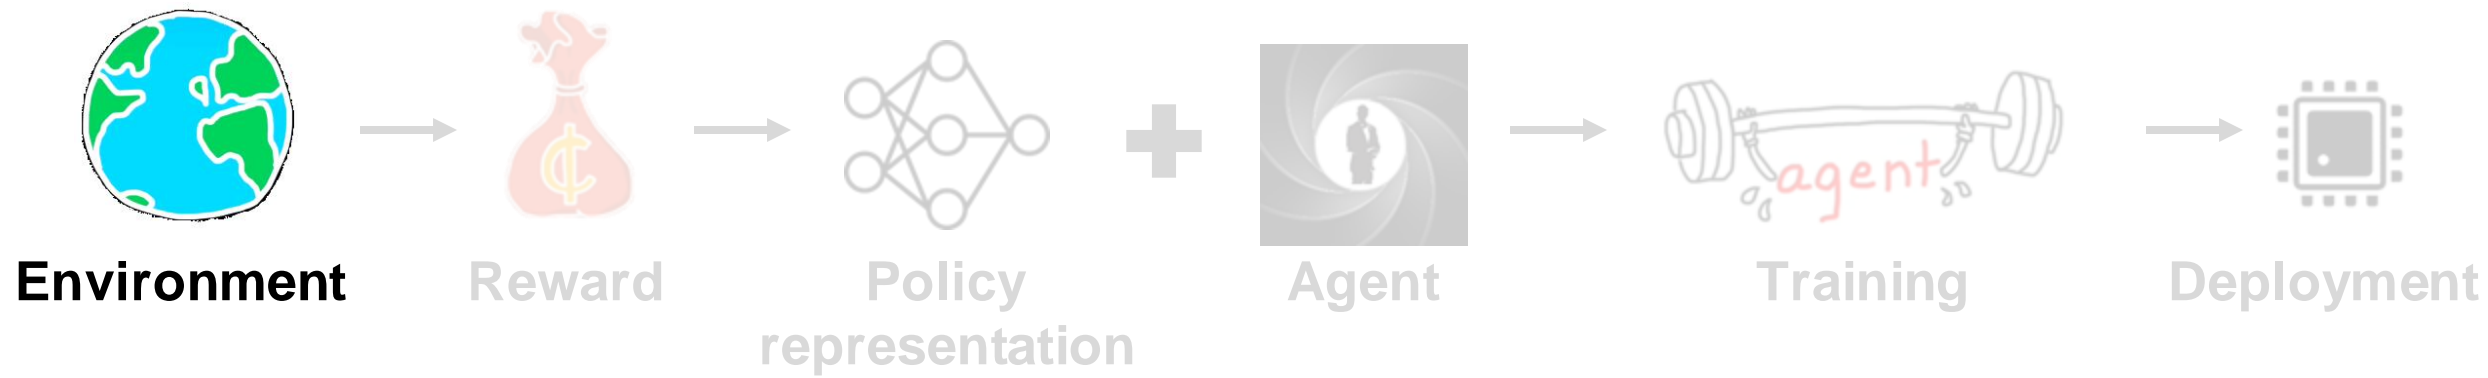 ₵
agent
Environment
Reward
Policy
representation
Agent
Training
Deployment